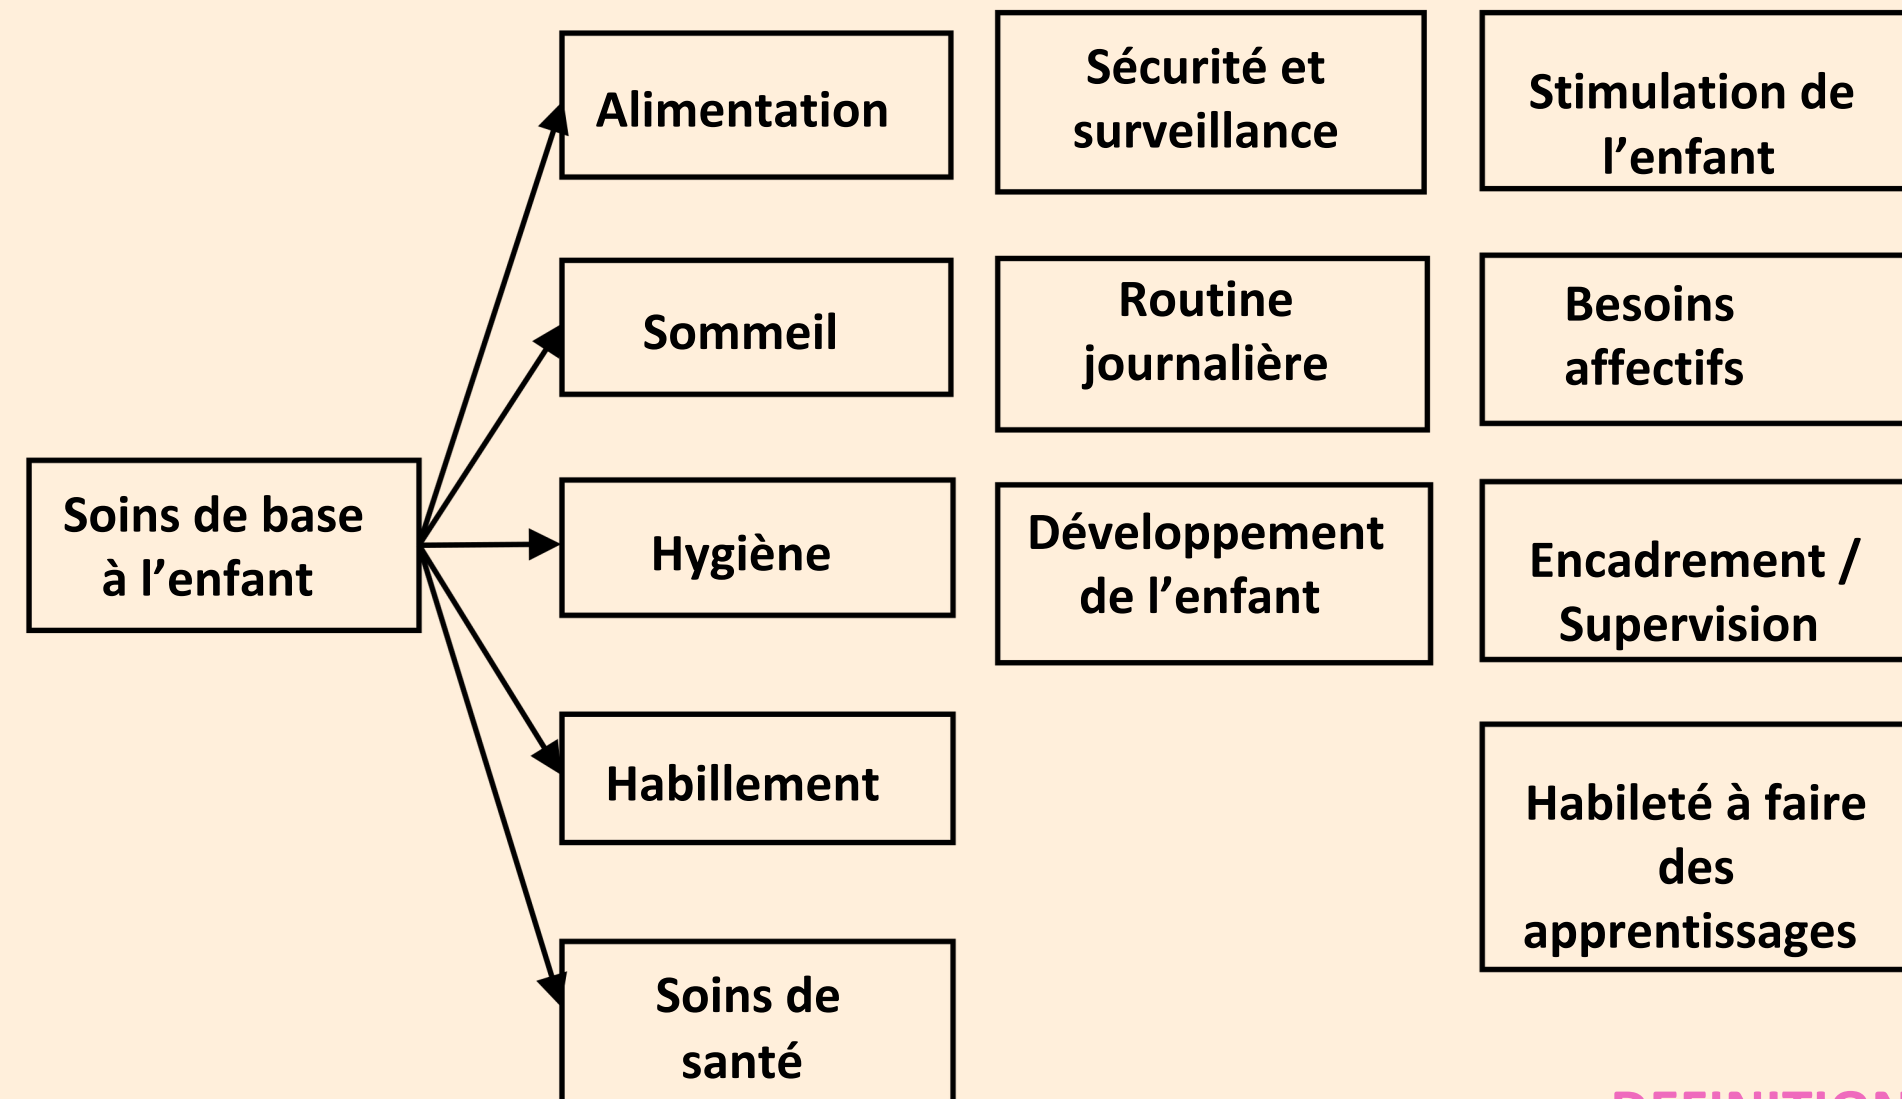 Soins de base
à l’enfant
Alimentation
Sommeil
Hygiène
Habillement
Soins de
santé
Sécurité et
surveillance
Routine
journalière
Développement
de l’enfant
Stimulation de
l’enfant
Besoins
affectifs
Encadrement /
Supervision
Habileté à faire
des
apprentissages